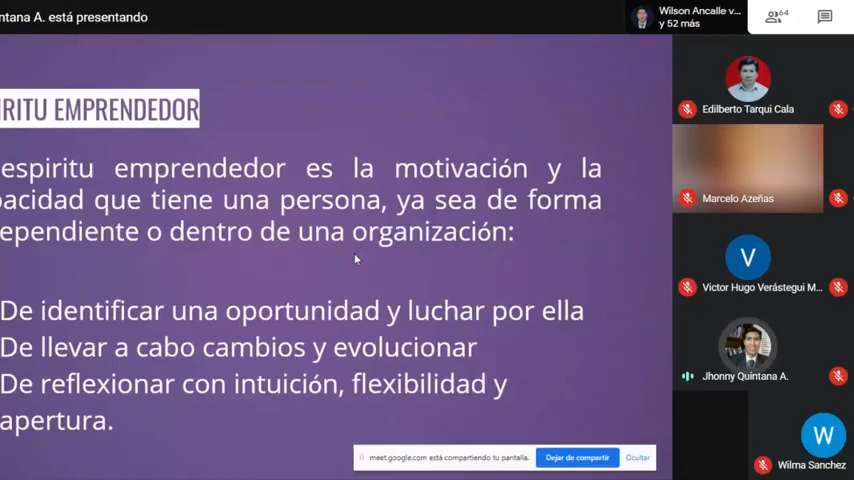 ntana A. está presentando
Wilson Ancalle v...
y 52 más
64
IRITU EMPRENDEDOR
espiritu emprendedor es la motivación y la
pacidad que tiene una persona, ya sea de forma
ependiente o dentro de una organización:
De identificar una oportunidad y luchar por ella
De llevar a cabo cambios y evolucionar
De reflexionar con intuición, flexibilidad y
apertura.
Edilberto Tarqui Cala
Marcelo Azeñas
V
Victor Hugo Verástegui M...
Jhonny Quintana A.
W
Wilma Sanchez
meet.google.com está compartiendo tu pantalla.
Dejar de compartir
Ocultar